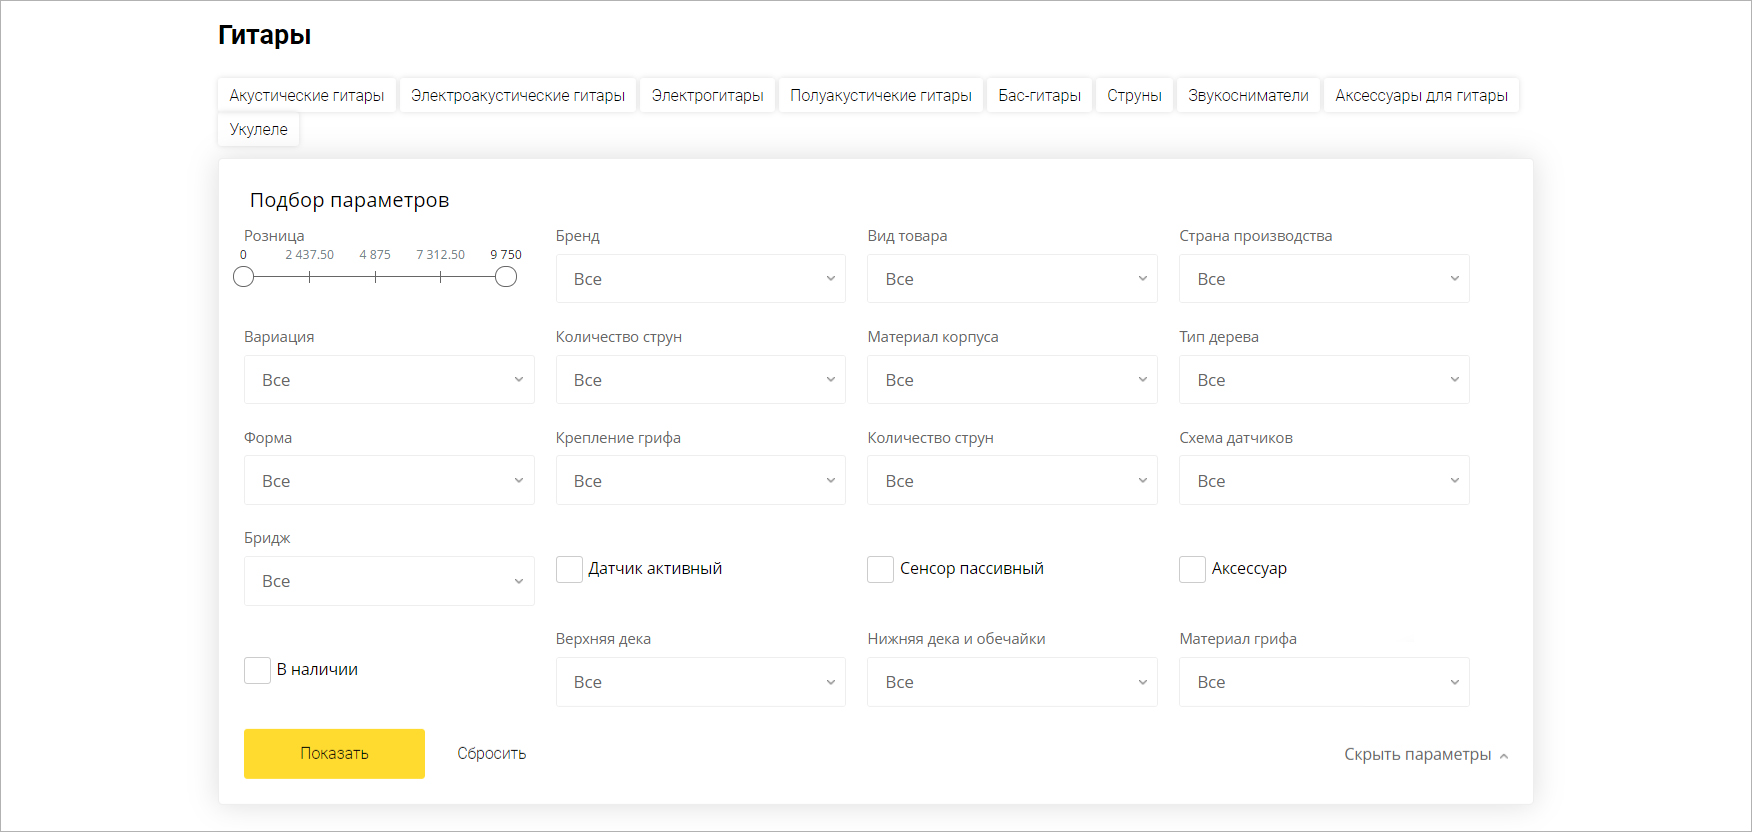 Гитары
Акустические гитары Электроакустические гитары Электрогитары Полуакустичекие гитары Бас-гитары Струны Звукосниматели Аксессуары для гитары
Укулеле
Подбор параметров
Розница Бренд Вид товара Страна производства
0 2 437.50 4 875 7 312.50 9 750
Все Все Все
Вариация Количество струн Материал корпуса Тип дерева
Все Все Все Все
Форма Крепление грифа Количество струн Схема датчиков
Все Все Все Все
Бридж
Все Датчик активный Сенсор пассивный Аксессуар
Верхняя дека Нижняя дека и обечайки Материал грифа
В наличии Все Все Все
Показать Сбросить Скрыть параметры